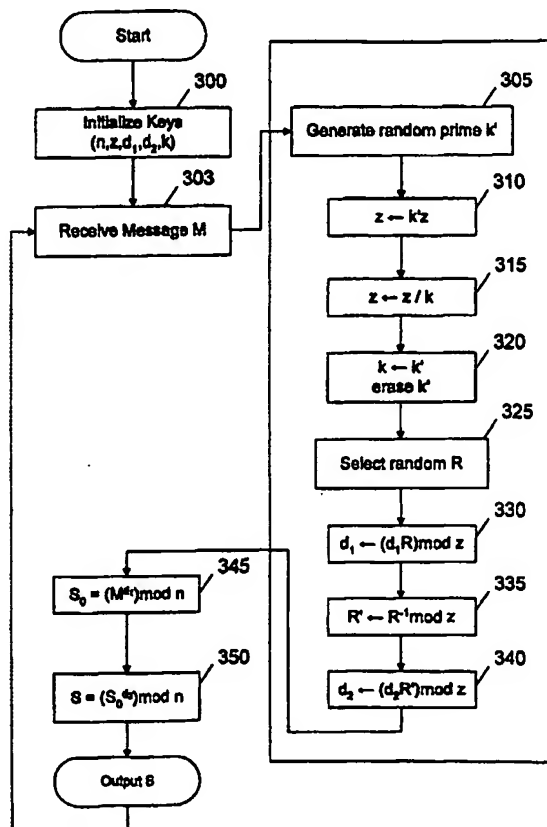 Start
300
Initialize Keys
(n,z,d₁,d₂,k)
303
Receive Message M
305
Generate random prime k'
310
z ← k'z
315
z ← z / k
320
k ← k'
erase k'
325
Select random R
330
d₁ ← (d₁R)mod z
335
R' ← R⁻¹mod z
340
d₂ ← (d₂R')mod z
345
S₀ = (M^d₁)mod n
350
S = (S₀^d₂)mod n
Output S